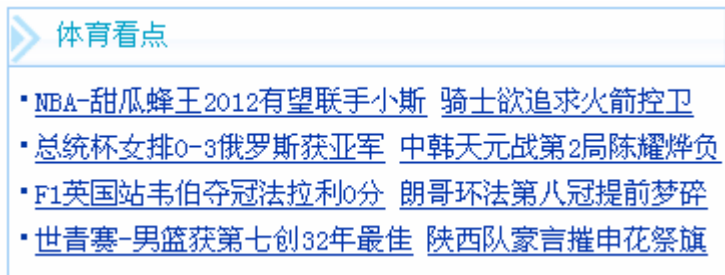 体育看点
NBA-甜瓜蜂王2012有望联手小斯 骑士欲追求火箭控卫
总统杯女排0-3俄罗斯获亚军 中韩天元战第2局陈耀烨负
F1英国站韦伯夺冠法拉利0分 朗哥环法第八冠提前梦碎
世青赛-男篮获第七创32年最佳 陕西队豪言摧申花祭旗